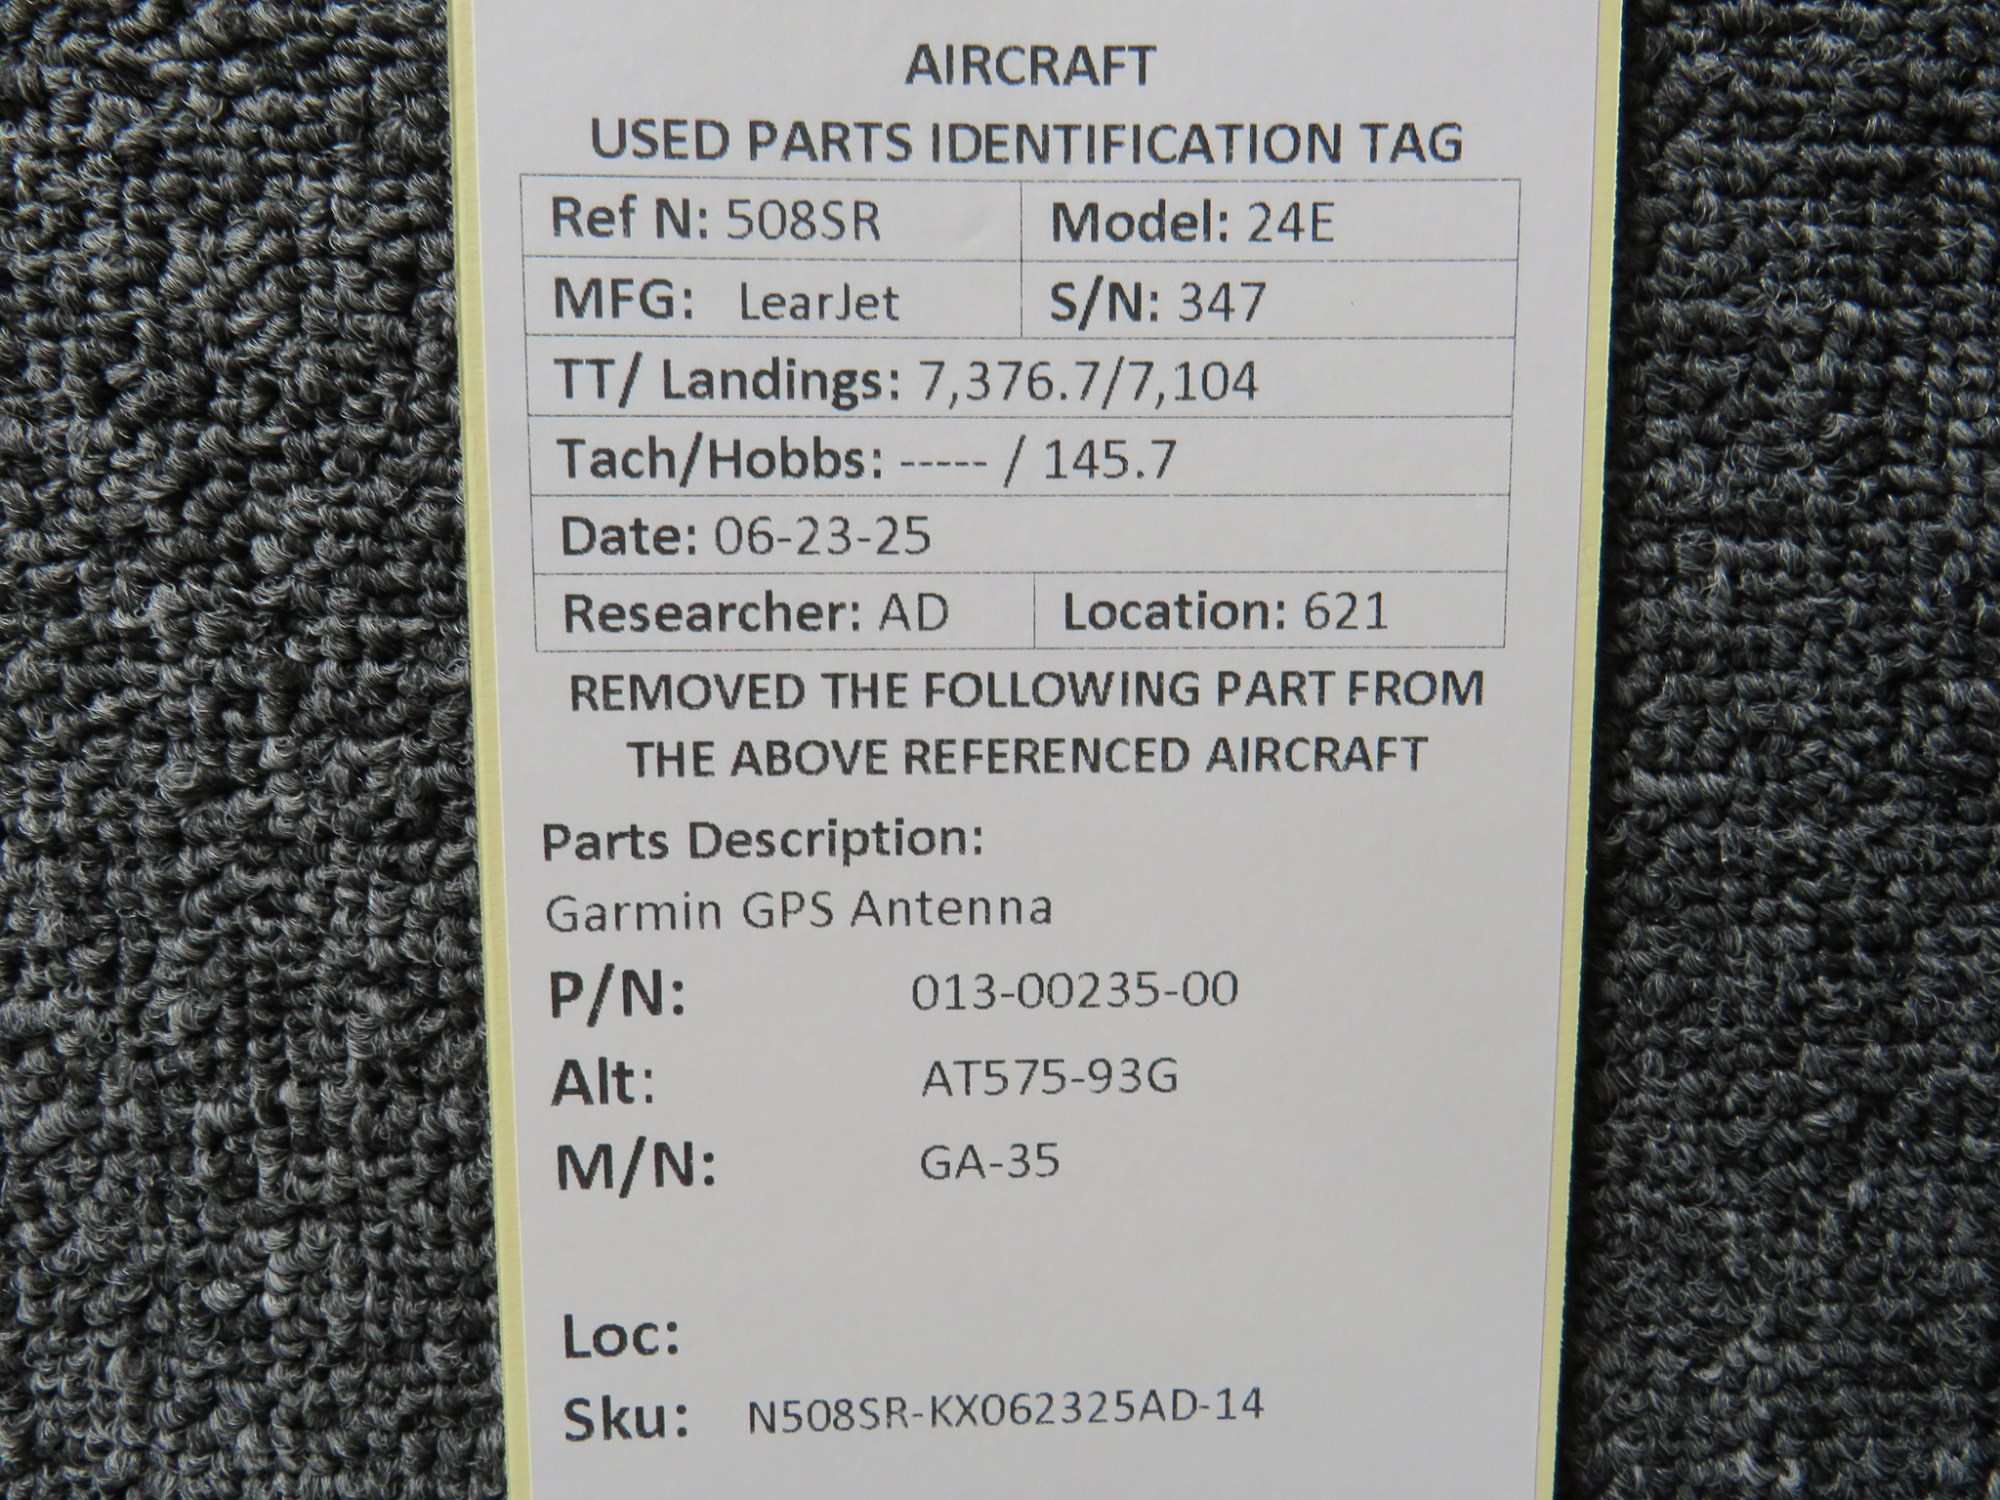 AIRCRAFT
USED PARTS IDENTIFICATION TAG
Ref N: 508SR Model: 24E
MFG: LearJet S/N: 347
TT/ Landings: 7,376.7/7,104
Tach/Hobbs: ----- / 145.7
Date: 06-23-25
Researcher: AD Location: 621
REMOVED THE FOLLOWING PART FROM
THE ABOVE REFERENCED AIRCRAFT
Parts Description:
Garmin GPS Antenna
P/N: 013-00235-00
Alt: AT575-93G
M/N: GA-35
Loc:
Sku: N508SR-KX062325AD-14